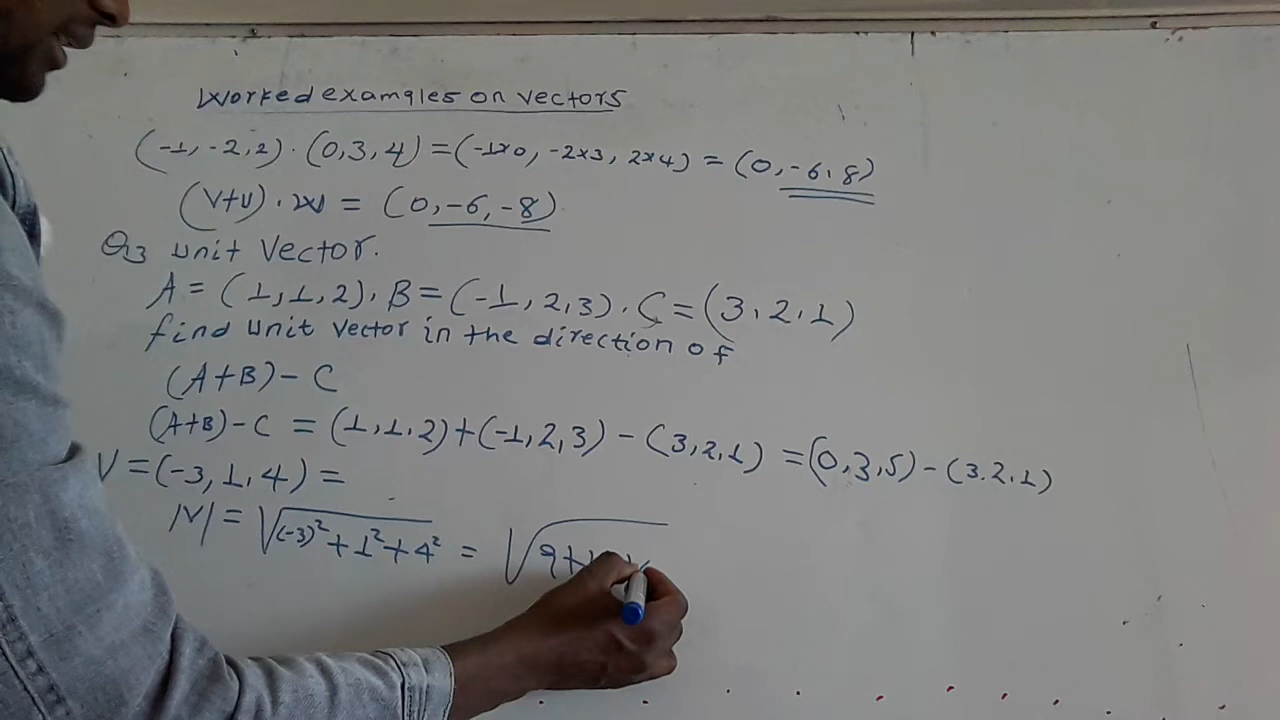 Worked examples on vectors
(-1, -2, 2) · (0, 3, 4) = (-1×0, -2×3, 2×4) = (0, -6, 8)
(V+U) · W = (0, -6, -8)
Q3 unit Vector.
A = (1, 1, 2), B = (-1, 2, 3). C = (3, 2, 1)
find unit vector in the direction of
(A+B) - C
(A+B) - C = (1, 1, 2) + (-1, 2, 3) - (3, 2, 1) = (0, 3, 5) - (3. 2, 1)
V = (-3, 1, 4) =
|V| = √(-3)² + 1² + 4² = √9 +